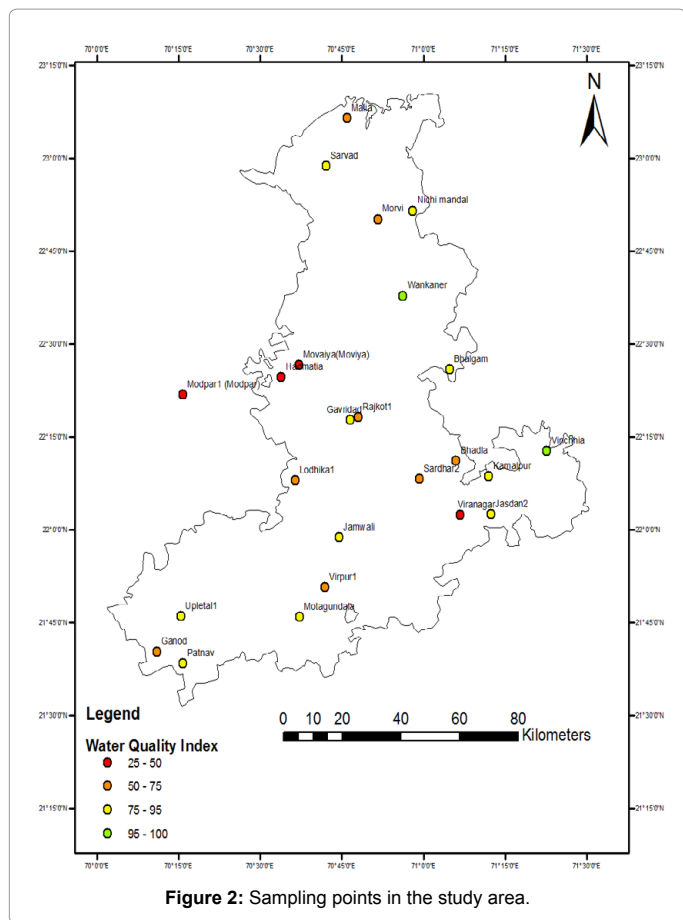 70°0'0"E 70°15'0"E 70°30'0"E 70°45'0"E 71°0'0"E 71°15'0"E 71°30'0"E
23°15'0"N 23°15'0"N
N
Malia
Sarvad
23°0'0"N 23°0'0"N
Nichi mandal
Morvi
22°45'0"N 22°45'0"N
Wankaner
22°30'0"N 22°30'0"N
Movaiya(Moviya)
Bhalgam
Modpar1 (Modpar)
Gavridad Rajkot1
22°15'0"N 22°15'0"N
Vinchhia
Bhadla
Lodhika1 Sardhar2 Kamalpur
Viranagar Jasdan2
22°0'0"N 22°0'0"N
Jamwali
Virpur1
Upletal1 Motagundala
21°45'0"N 21°45'0"N
Ganod
Patnav
21°30'0"N 21°30'0"N
Legend
0 10 20 40 60 80
Kilometers
Water Quality Index
25 - 50
50 - 75
75 - 95
95 - 100
21°15'0"N 21°15'0"N
70°0'0"E 70°15'0"E 70°30'0"E 70°45'0"E 71°0'0"E 71°15'0"E 71°30'0"E
Figure 2: Sampling points in the study area.